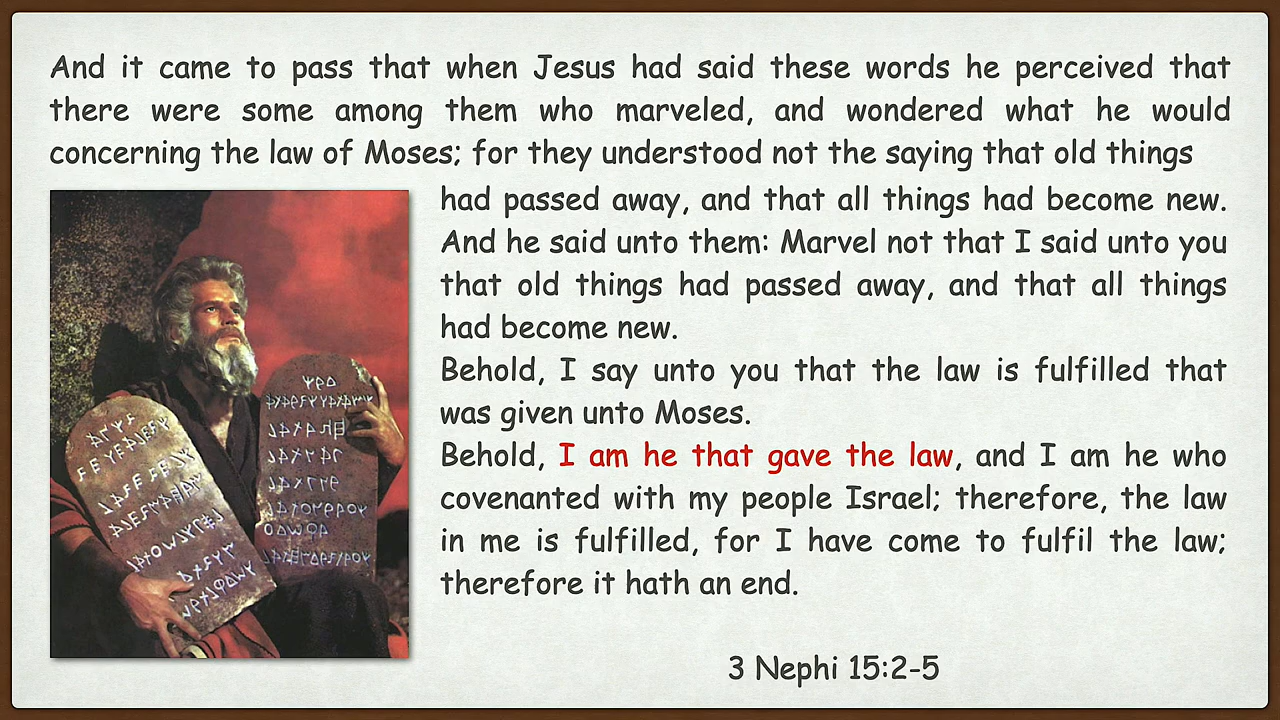 And it came to pass that when Jesus had said these words he perceived that
there were some among them who marveled, and wondered what he would
concerning the law of Moses; for they understood not the saying that old things
had passed away, and that all things had become new.
And he said unto them: Marvel not that I said unto you
that old things had passed away, and that all things
had become new.
Behold, I say unto you that the law is fulfilled that
was given unto Moses.
Behold, I am he that gave the law, and I am he who
covenanted with my people Israel; therefore, the law
in me is fulfilled, for I have come to fulfil the law;
therefore it hath an end.
3 Nephi 15:2-5